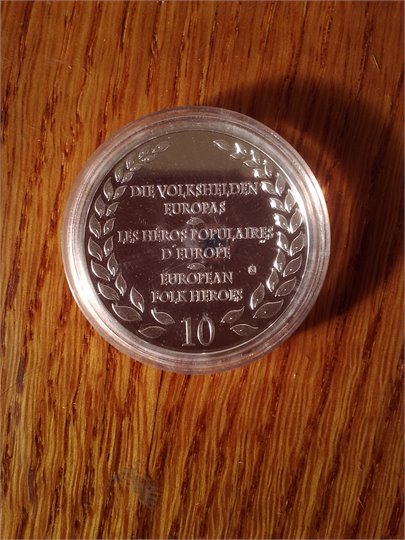 DIE VOLKSHELDEN
EUROPAS
LES HÉROS POPULAIRES
D'EUROPE
EUROPEAN
FOLK HEROES
10